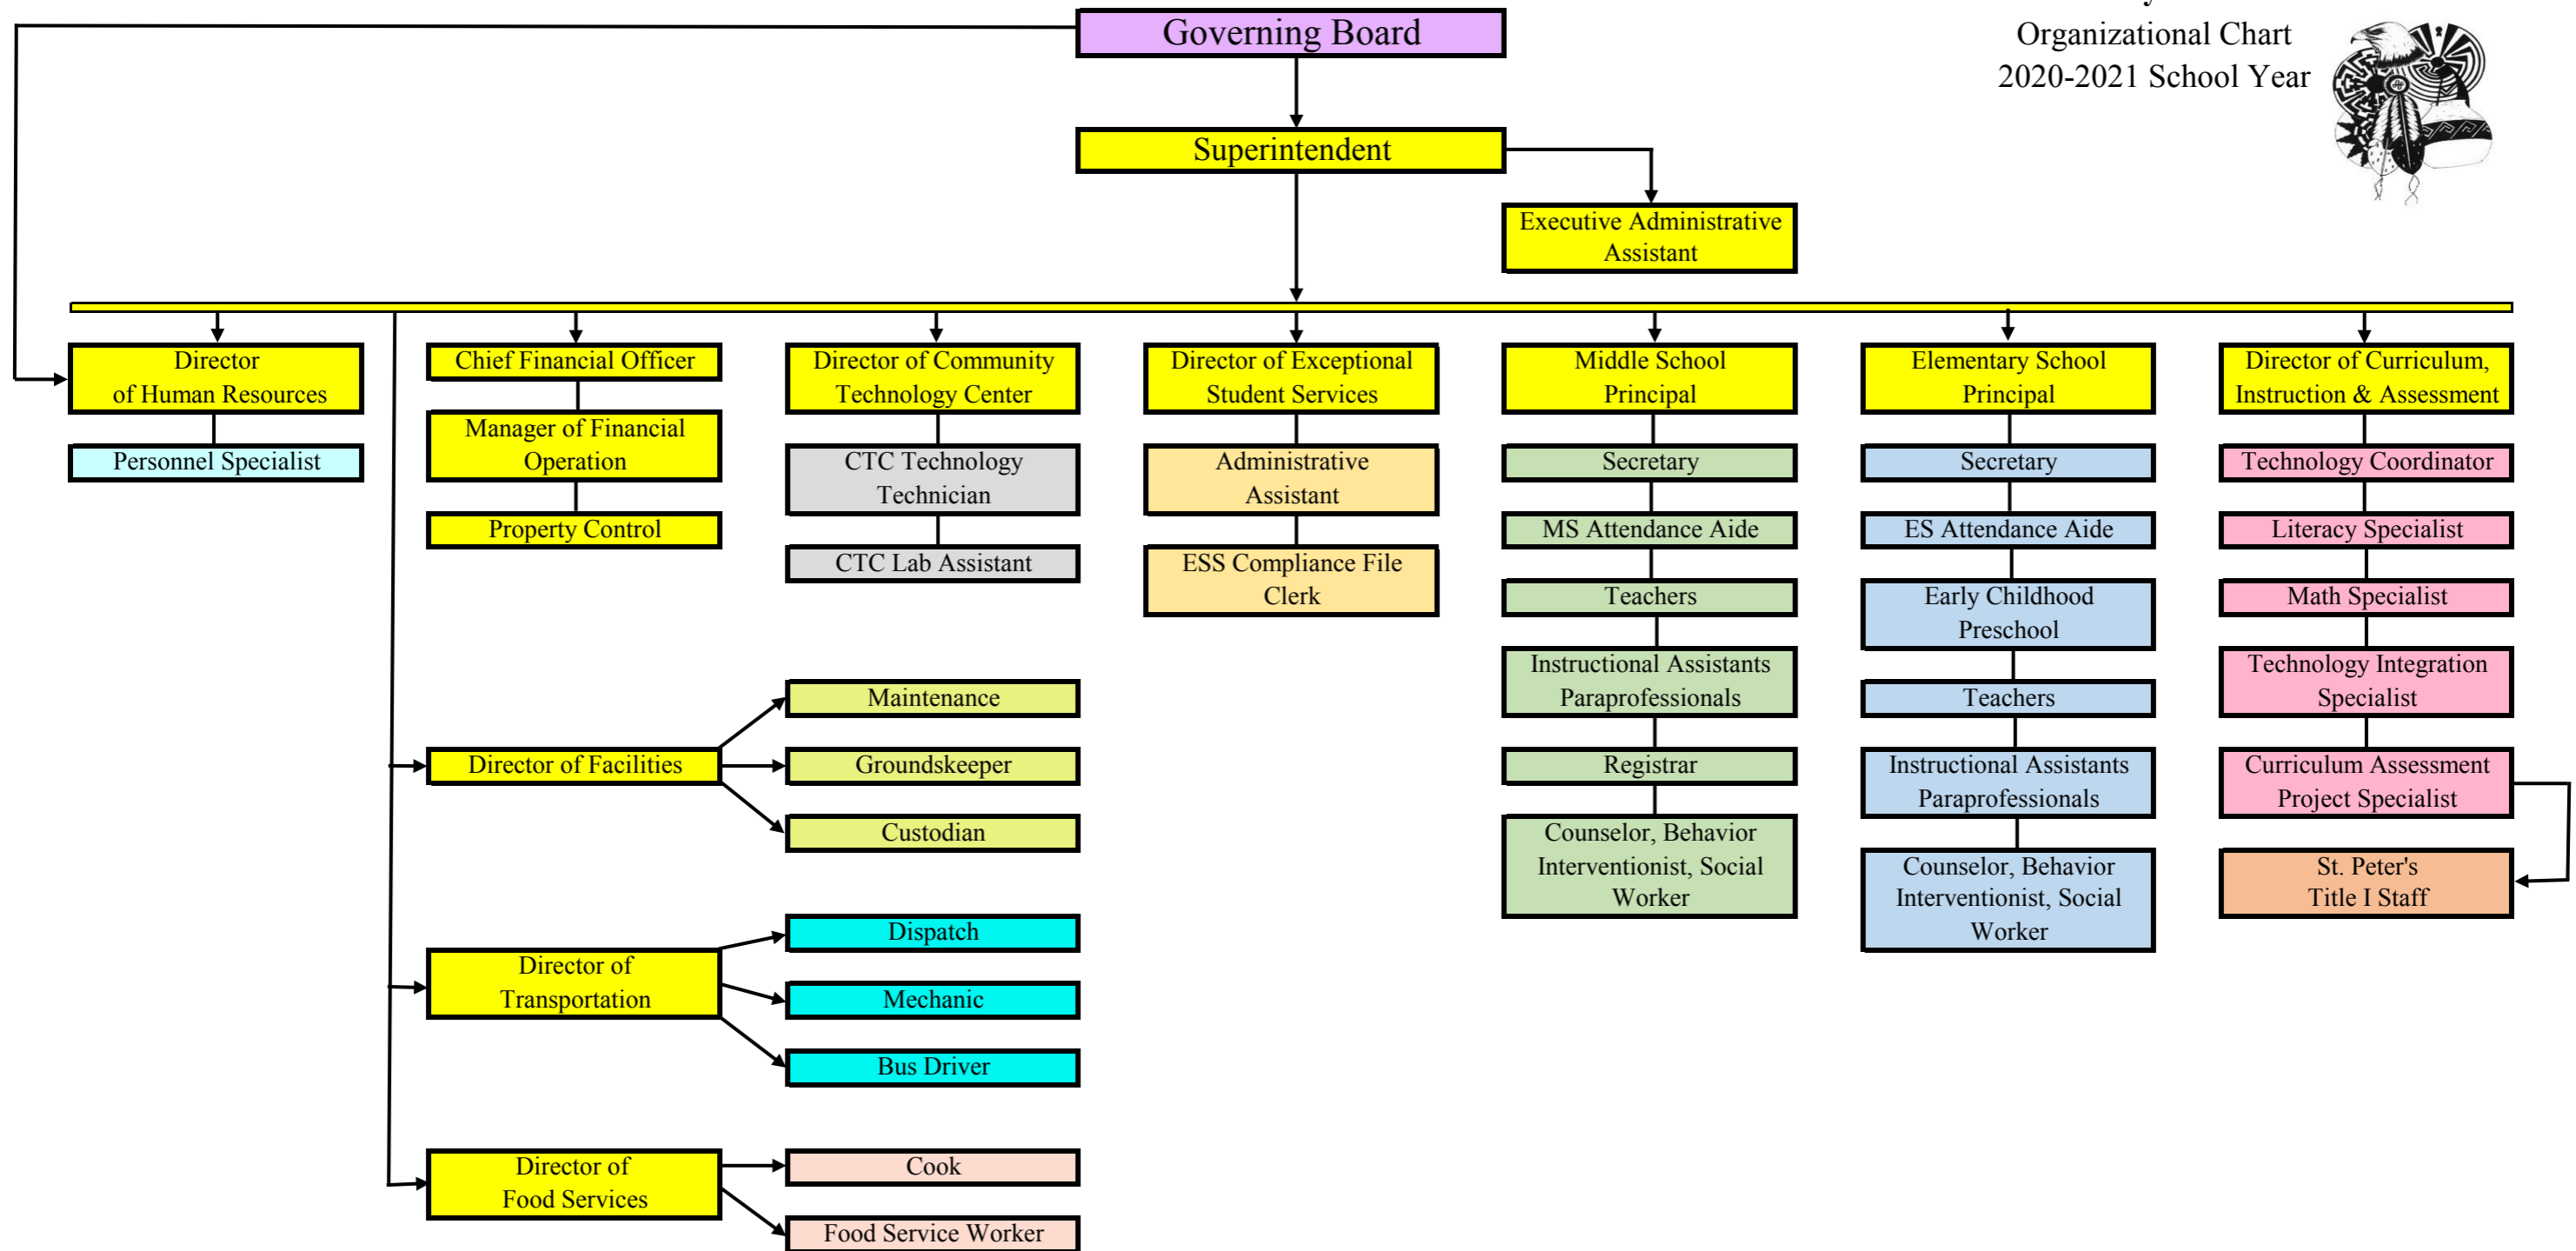 Governing Board
Organizational Chart
2020-2021 School Year
Superintendent
Executive Administrative
Assistant
Director
of Human Resources
Personnel Specialist
Chief Financial Officer
Manager of Financial
Operation
Property Control
Director of Community
Technology Center
CTC Technology
Technician
CTC Lab Assistant
Director of Exceptional
Student Services
Administrative
Assistant
ESS Compliance File
Clerk
Middle School
Principal
Secretary
MS Attendance Aide
Teachers
Instructional Assistants
Paraprofessionals
Registrar
Counselor, Behavior
Interventionist, Social
Worker
Elementary School
Principal
Secretary
ES Attendance Aide
Early Childhood
Preschool
Teachers
Instructional Assistants
Paraprofessionals
Counselor, Behavior
Interventionist, Social
Worker
Director of Curriculum,
Instruction & Assessment
Technology Coordinator
Literacy Specialist
Math Specialist
Technology Integration
Specialist
Curriculum Assessment
Project Specialist
St. Peter's
Title I Staff
Director of Facilities
Maintenance
Groundskeeper
Custodian
Director of
Transportation
Dispatch
Mechanic
Bus Driver
Director of
Food Services
Cook
Food Service Worker